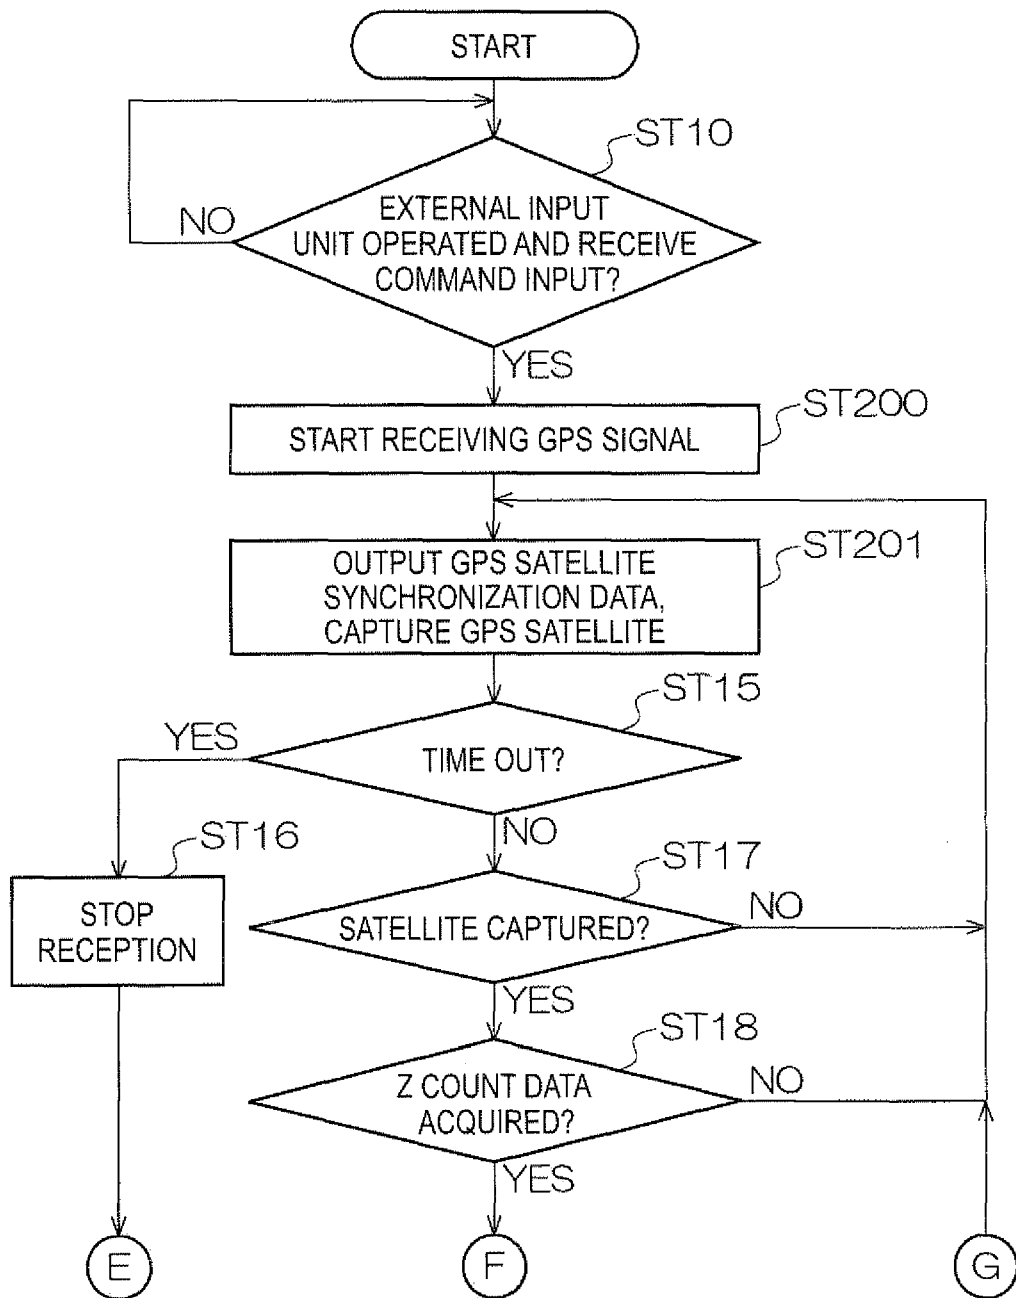 START
ST10
NO
EXTERNAL INPUT
UNIT OPERATED AND RECEIVE
COMMAND INPUT?
YES
ST200
START RECEIVING GPS SIGNAL
ST201
OUTPUT GPS SATELLITE
SYNCHRONIZATION DATA,
CAPTURE GPS SATELLITE
ST15
YES
TIME OUT?
NO
ST16
STOP
RECEPTION
ST17
SATELLITE CAPTURED?
NO
YES
ST18
Z COUNT DATA
ACQUIRED?
NO
YES
E
F
G